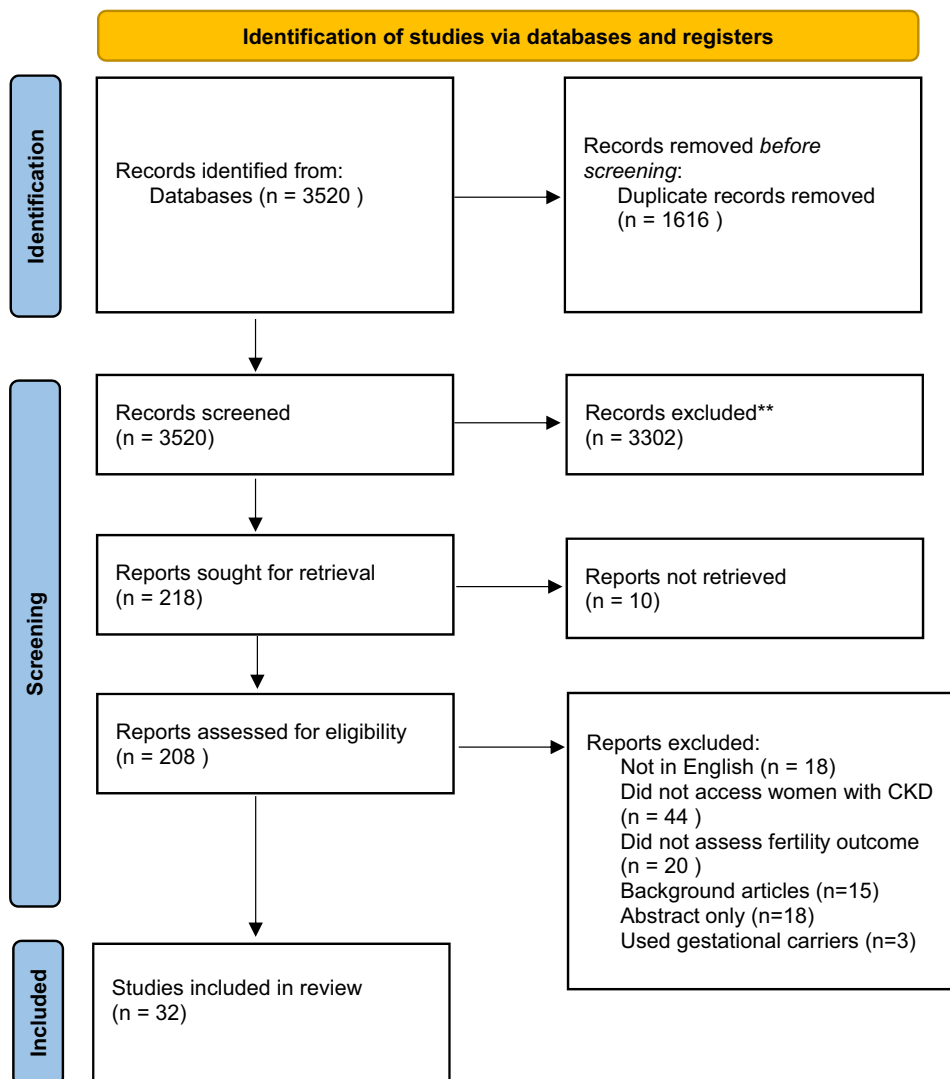 Identification of studies via databases and registers
Identification
Records identified from:
Databases (n = 3520 )
Records removed before
screening:
Duplicate records removed
(n = 1616 )
Screening
Records screened
(n = 3520)
Records excluded**
(n = 3302)
Reports sought for retrieval
(n = 218)
Reports not retrieved
(n = 10)
Reports assessed for eligibility
(n = 208 )
Reports excluded:
Not in English (n = 18)
Did not access women with CKD
(n = 44 )
Did not assess fertility outcome
(n = 20 )
Background articles (n=15)
Abstract only (n=18)
Used gestational carriers (n=3)
Included
Studies included in review
(n = 32)